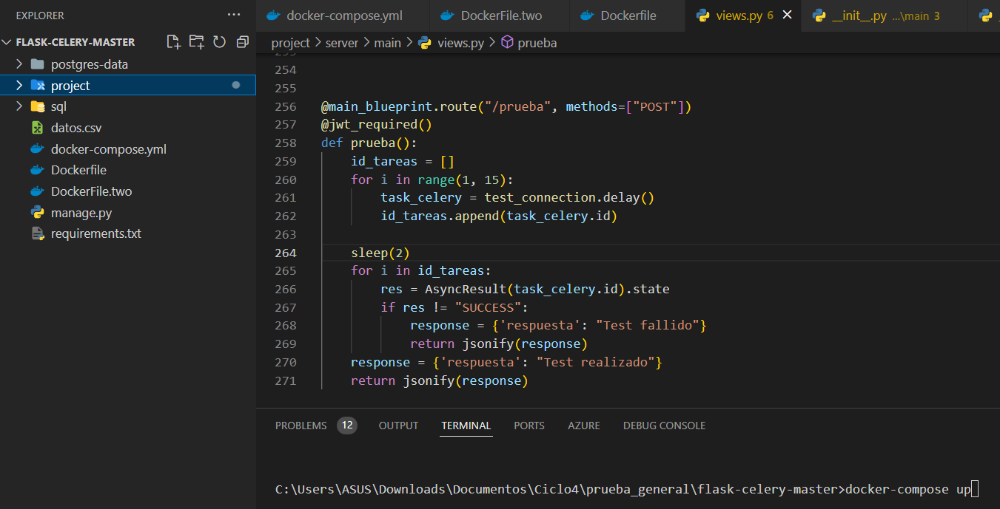 EXPLORER
FLASK-CELERY-MASTER
postgres-data
project
sql
datos.csv
docker-compose.yml
Dockerfile
DockerFile.two
manage.py
requirements.txt
docker-compose.yml DockerFile.two Dockerfile views.py 6 __init__.py ...\main 3
project > server > main > views.py > prueba
254
255
256 @main_blueprint.route("/prueba", methods=["POST"])
257 @jwt_required()
258 def prueba():
259     id_tareas = []
260     for i in range(1, 15):
261         task_celery = test_connection.delay()
262         id_tareas.append(task_celery.id)
263
264     sleep(2)
265     for i in id_tareas:
266         res = AsyncResult(task_celery.id).state
267         if res != "SUCCESS":
268             response = {'respuesta': "Test fallido"}
269             return jsonify(response)
270     response = {'respuesta': "Test realizado"}
271     return jsonify(response)
PROBLEMS 12 OUTPUT TERMINAL PORTS AZURE DEBUG CONSOLE
C:\Users\ASUS\Downloads\Documentos\Ciclo4\prueba_general\flask-celery-master>docker-compose up